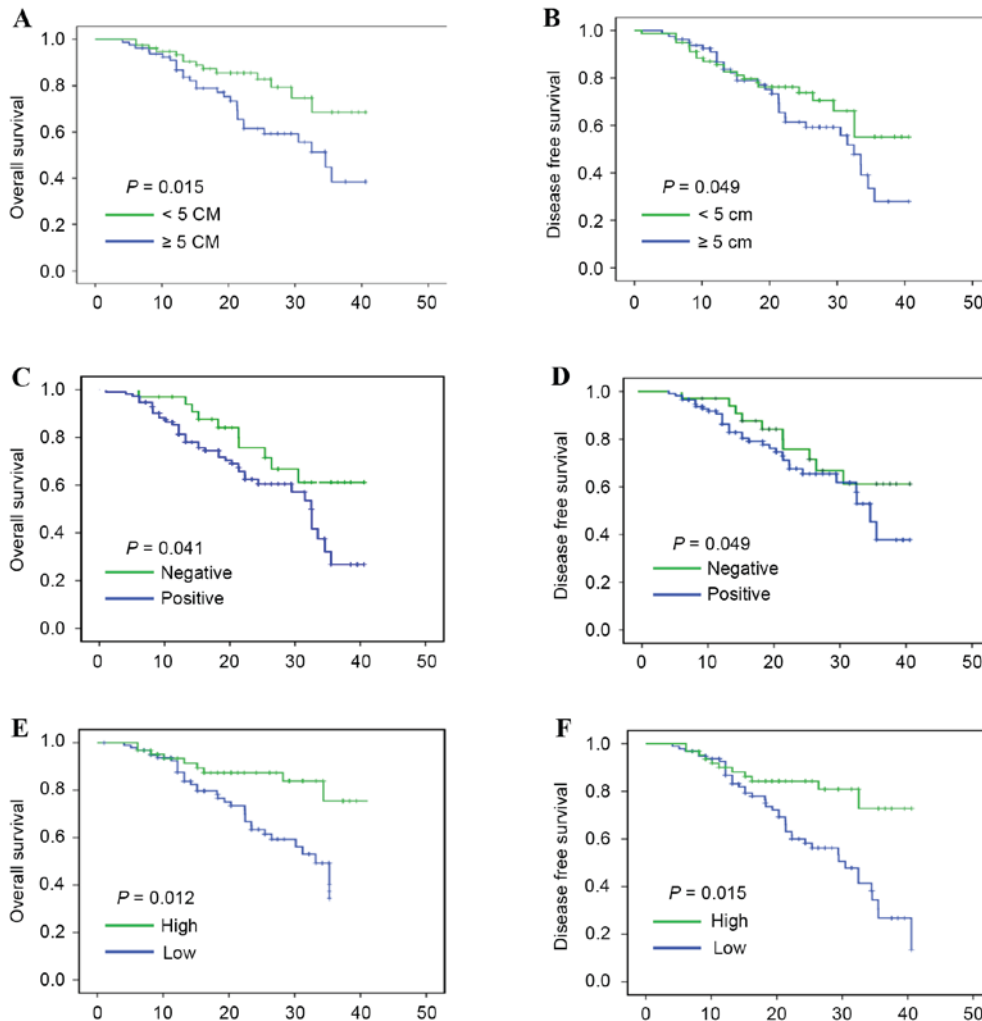 A
Overall survival
1.0
0.8
0.6
0.4
0.2
0.0
P = 0.015
< 5 CM
≥ 5 CM
0 10 20 30 40 50
B
Disease free survival
1.0
0.8
0.6
0.4
0.2
0.0
P = 0.049
< 5 cm
≥ 5 cm
0 10 20 30 40 50
C
Overall survival
1.0
0.8
0.6
0.4
0.2
0.0
P = 0.041
Negative
Positive
0 10 20 30 40 50
D
Disease free survival
1.0
0.8
0.6
0.4
0.2
0.0
P = 0.049
Negative
Positive
0 10 20 30 40 50
E
Overall survival
1.0
0.8
0.6
0.4
0.2
0.0
P = 0.012
High
Low
0 10 20 30 40 50
F
Disease free survival
1.0
0.8
0.6
0.4
0.2
0.0
P = 0.015
High
Low
0 10 20 30 40 50